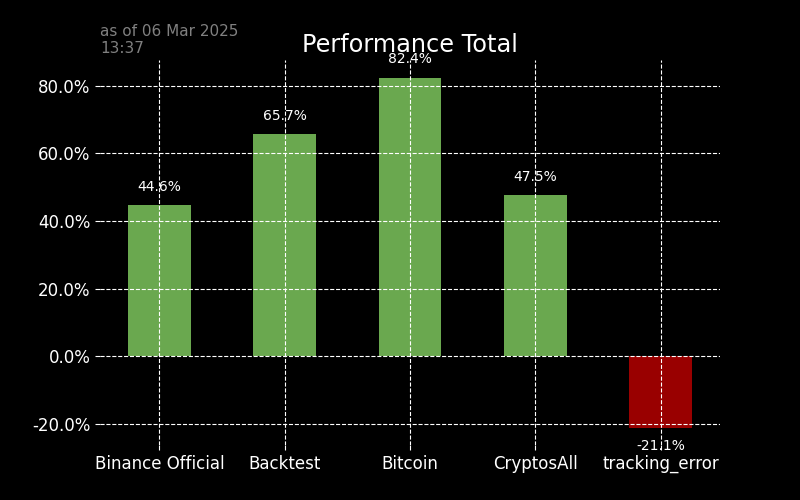 as of 06 Mar 2025
13:37
Performance Total
82.4%
80.0%
65.7%
60.0%
44.6%
47.5%
40.0%
20.0%
0.0%
-20.0%
-21.1%
Binance Official
Backtest
Bitcoin
CryptosAll
tracking_error